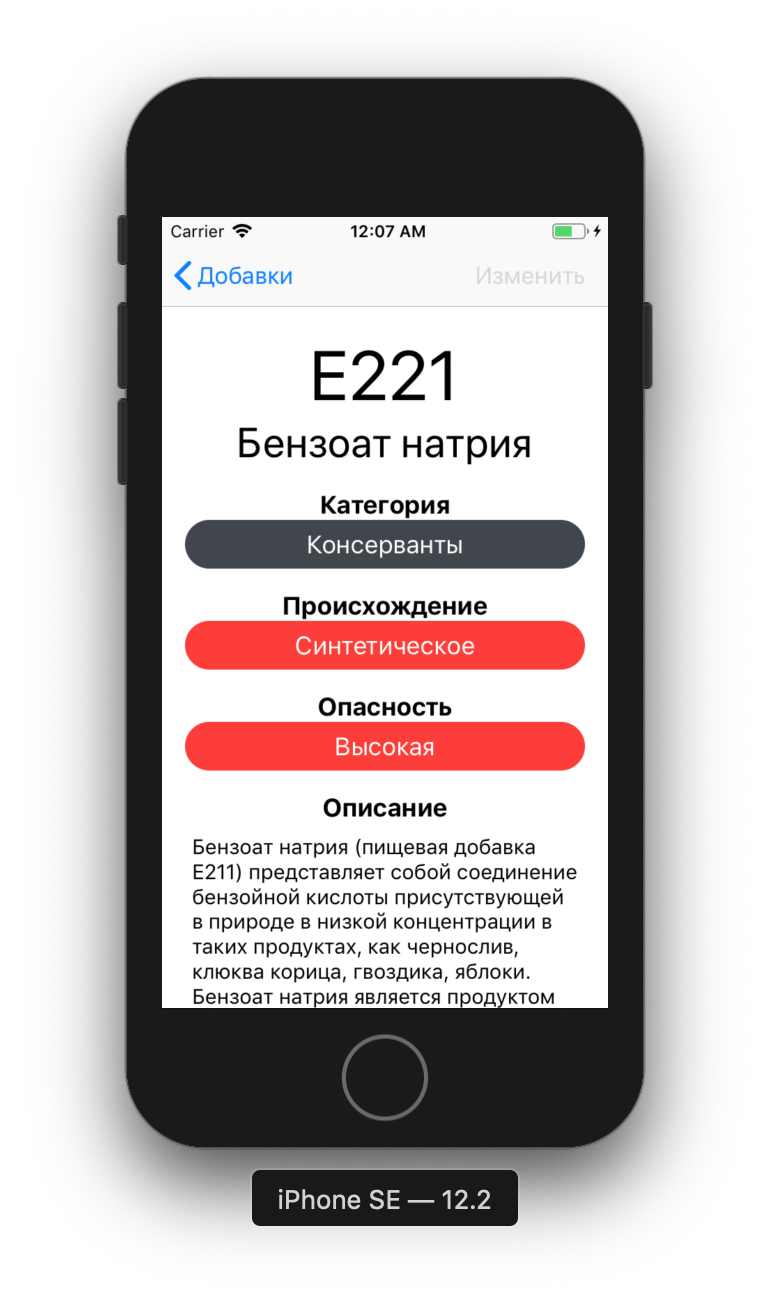 Carrier 12:07 AM
Добавки Изменить
E221
Бензоат натрия
Категория
Консерванты
Происхождение
Синтетическое
Опасность
Высокая
Описание
Бензоат натрия (пищевая добавка
E211) представляет собой соединение
бензойной кислоты присутствующей
в природе в низкой концентрации в
таких продуктах, как чернослив,
клюква корица, гвоздика, яблоки.
Бензоат натрия является продуктом
iPhone SE — 12.2